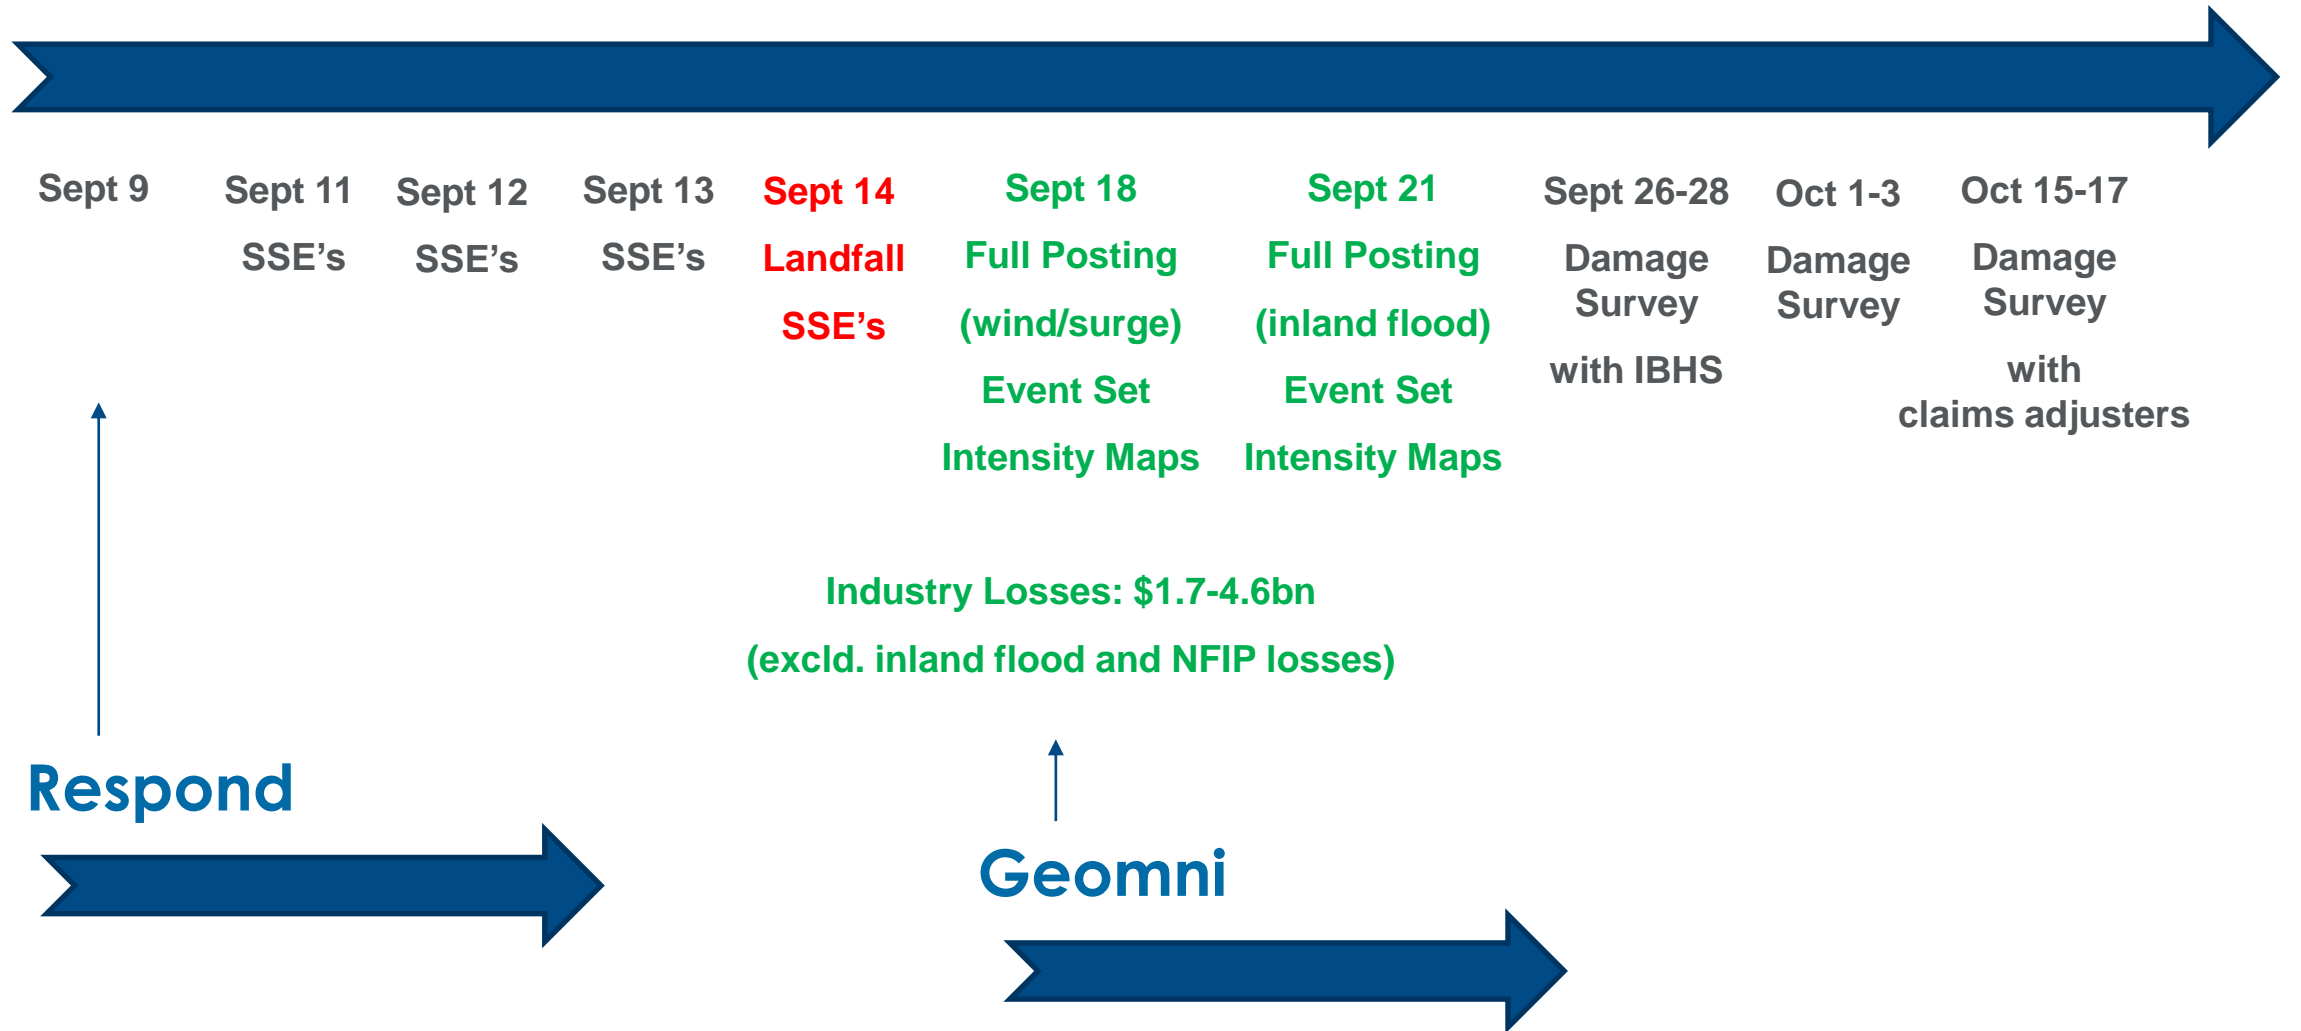 Sept 9
Sept 11
SSE’s
Sept 12
SSE’s
Sept 13
SSE’s
Sept 14
Landfall
SSE’s
Sept 18
Full Posting
(wind/surge)
Event Set
Intensity Maps
Sept 21
Full Posting
(inland flood)
Event Set
Intensity Maps
Sept 26-28
Damage
Survey
with IBHS
Oct 1-3
Damage
Survey
Oct 15-17
Damage
Survey
with
claims adjusters
Industry Losses: $1.7-4.6bn
(excld. inland flood and NFIP losses)
Respond
Geomni